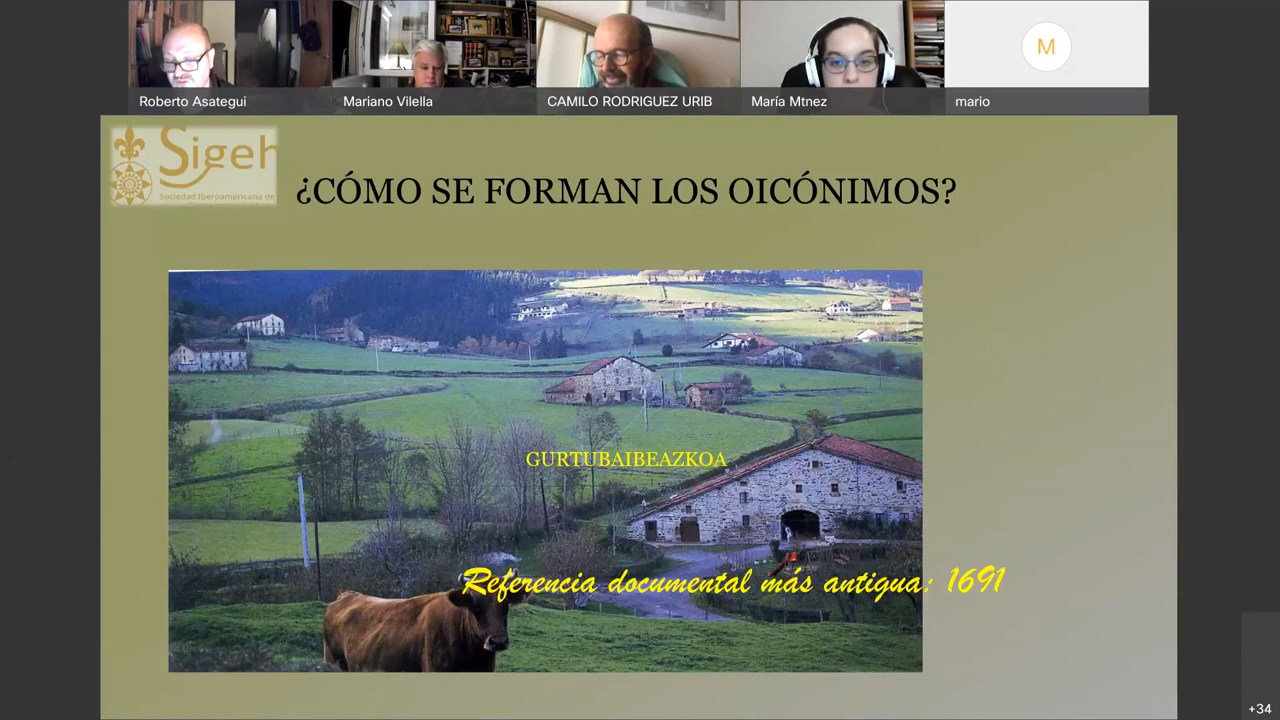 Roberto Asategui
Mariano Vilella
CAMILO RODRIGUEZ URIB
María Mtnez
M
mario
Sigeh
Sociedad Iberoamericana de
¿CÓMO SE FORMAN LOS OICÓNIMOS?
GURTUBAIBEAZKOA
Referencia documental más antigua: 1691
+34